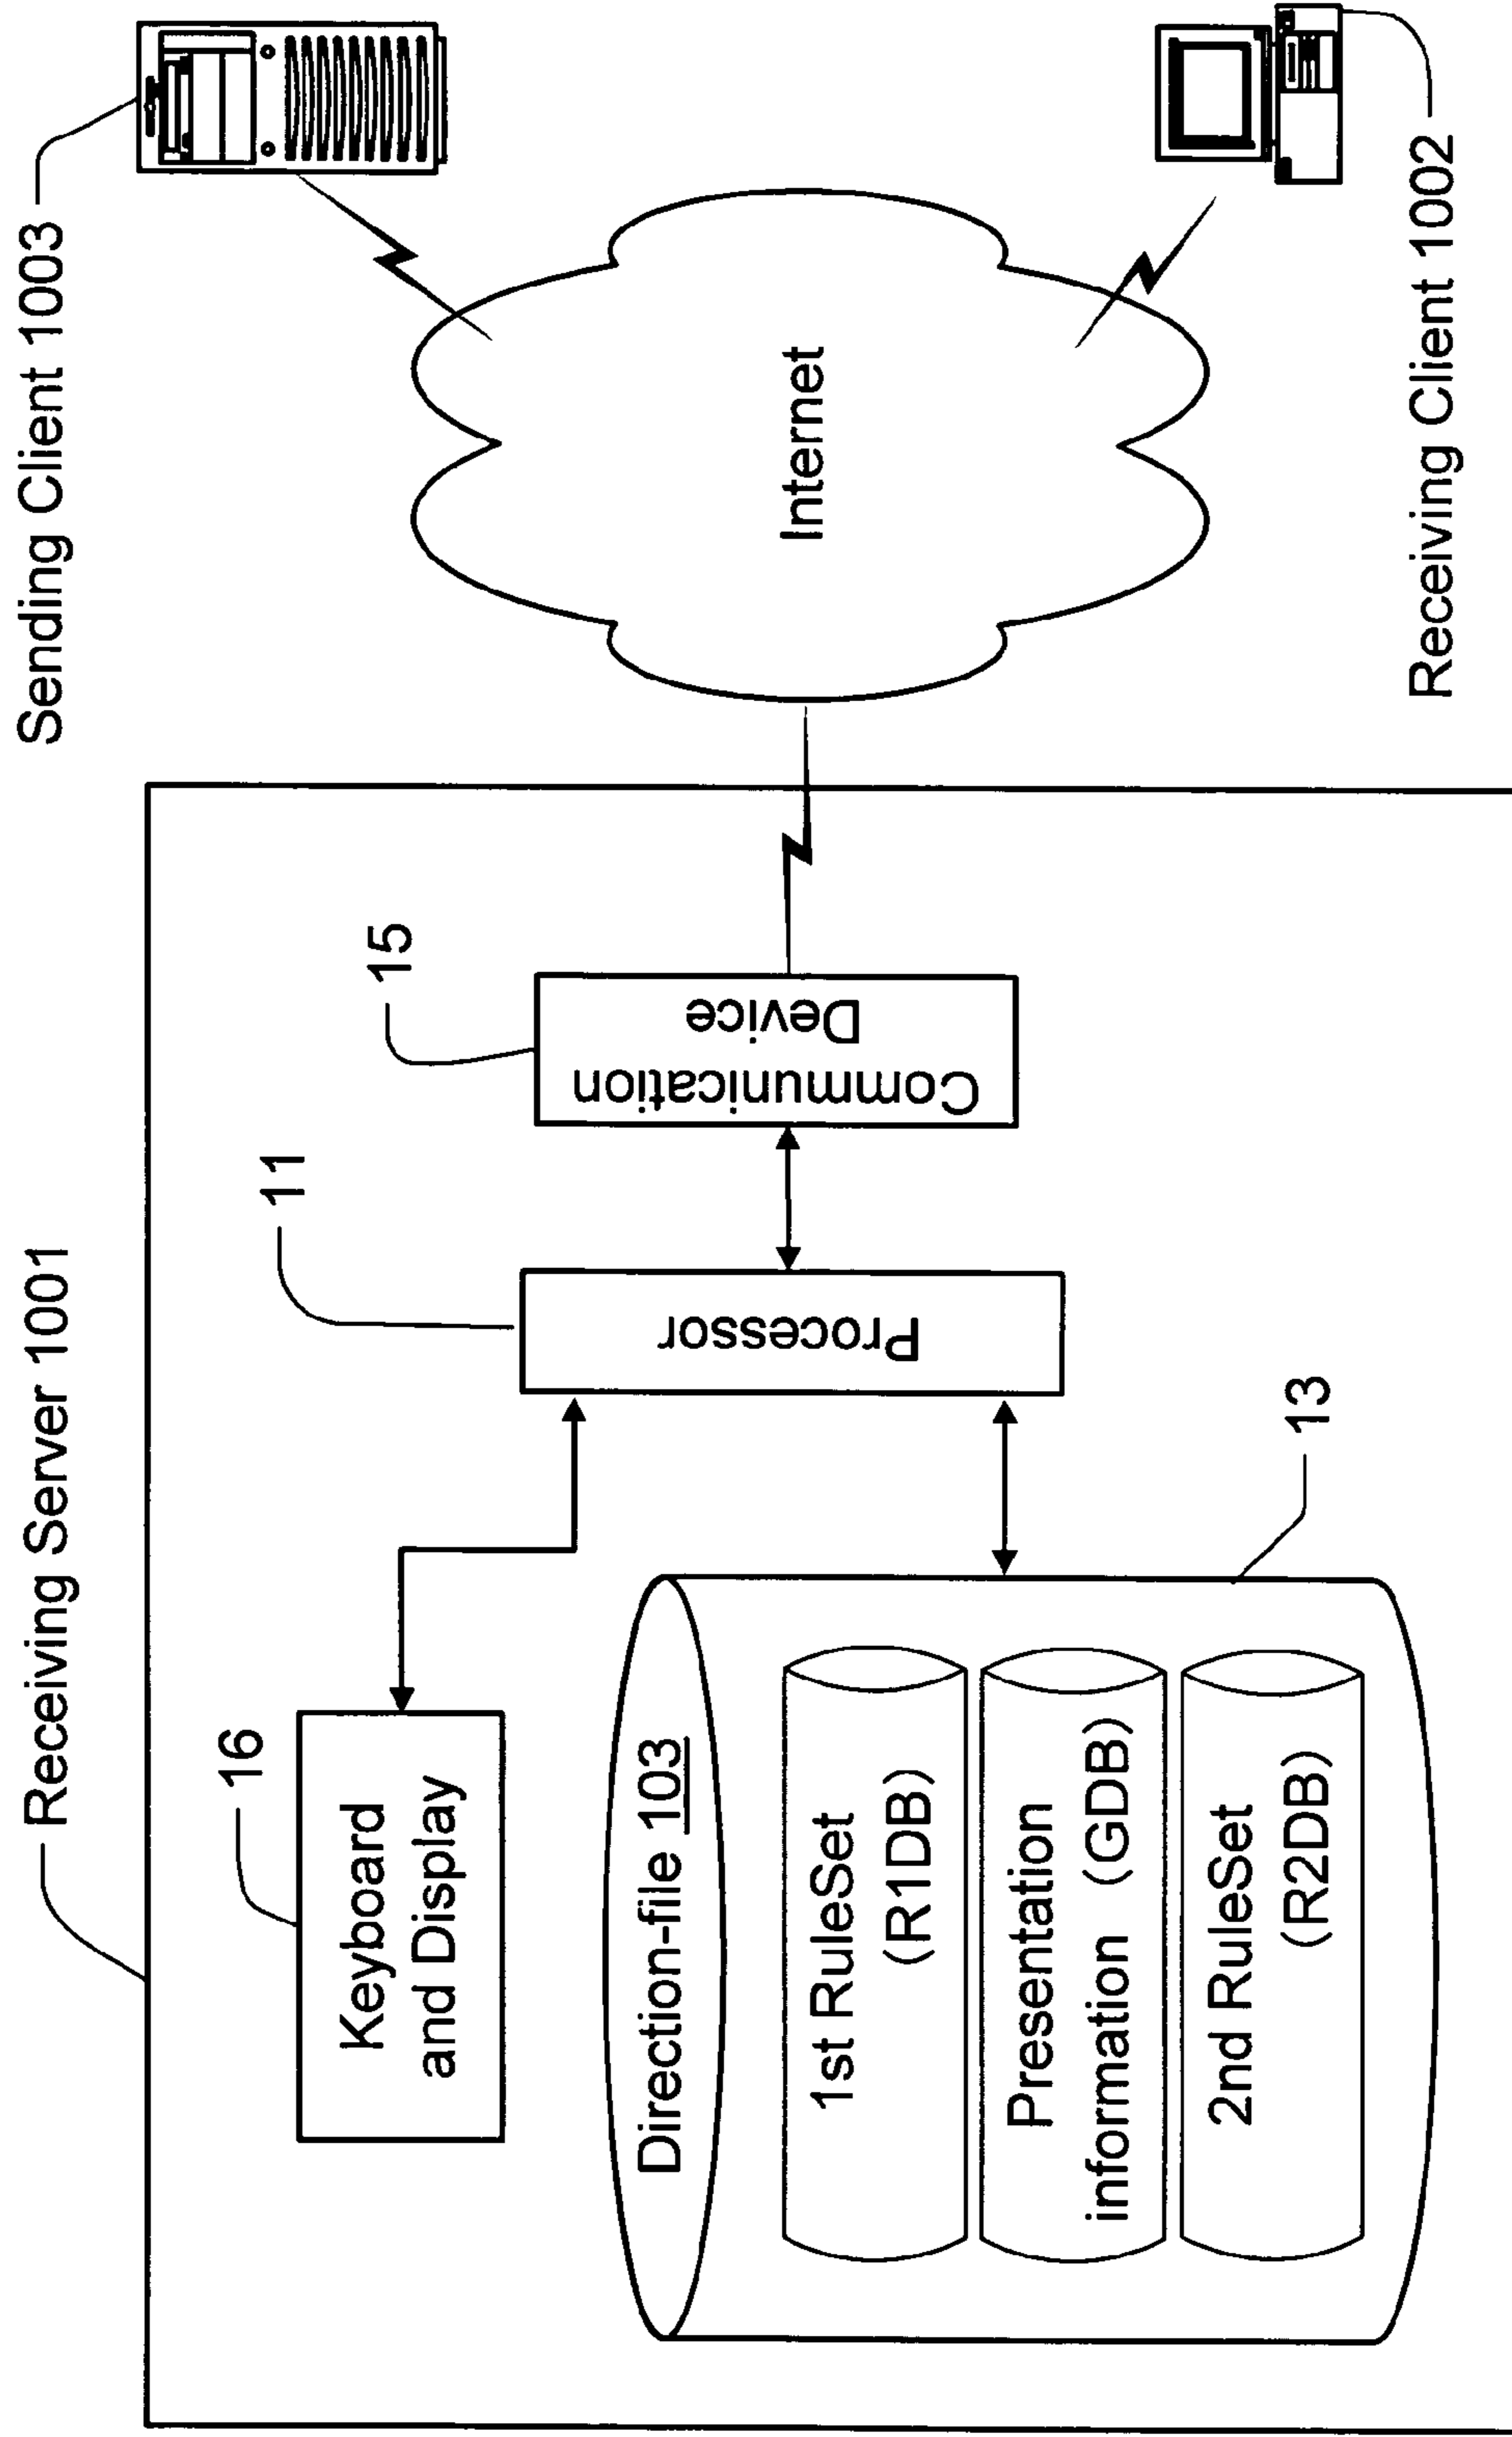 Receiving Server 1001
Sending Client 1003
16
Keyboard
and Display
11
15
Processor
Communication
Device
Internet
Direction-file 103
1st RuleSet
(R1DB)
Presentation
information (GDB)
2nd RuleSet
(R2DB)
13
Receiving Client 1002